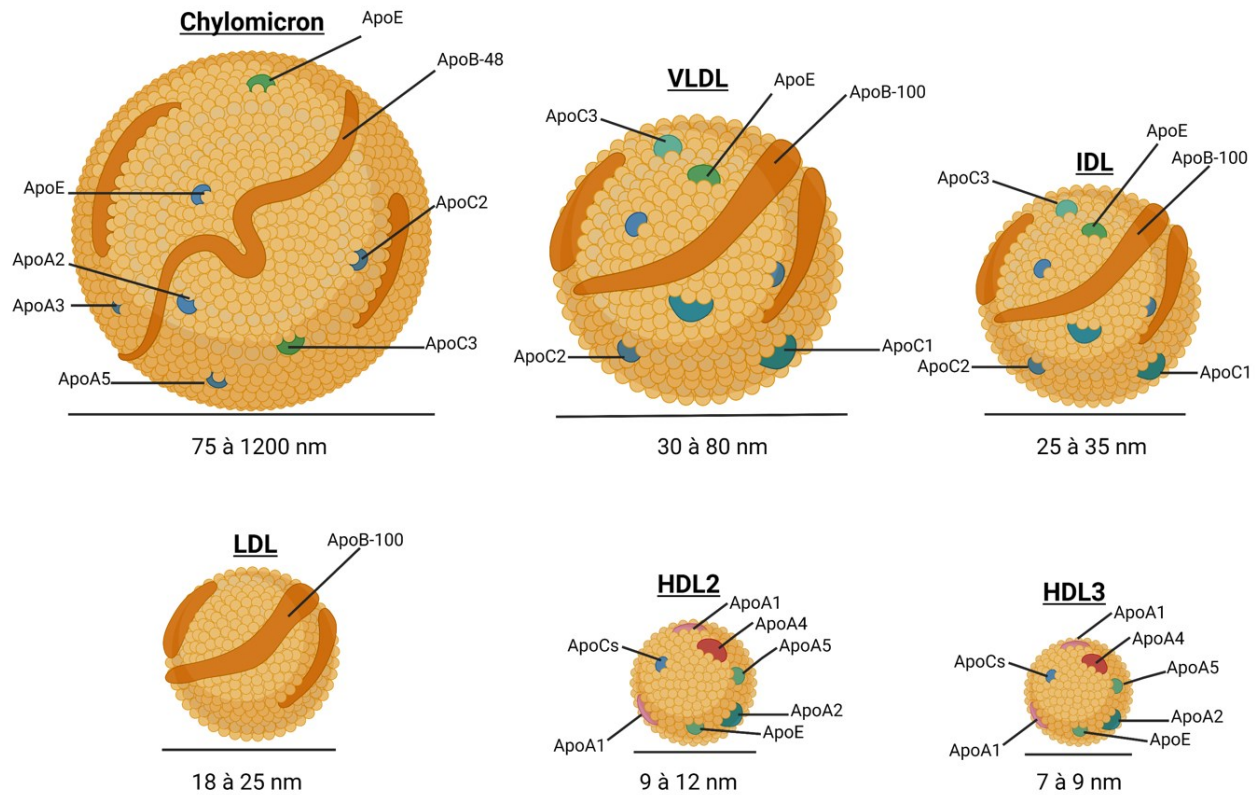 Chylomicron
ApoE
ApoB-48
ApoE
ApoC2
ApoA2
ApoA3
ApoC3
ApoA5
75 à 1200 nm
VLDL
ApoE
ApoB-100
ApoC3
ApoC2
ApoC1
30 à 80 nm
IDL
ApoE
ApoB-100
ApoC3
ApoC2
ApoC1
25 à 35 nm
LDL
ApoB-100
18 à 25 nm
HDL2
ApoA1
ApoA4
ApoCs
ApoA5
ApoA2
ApoE
ApoA1
9 à 12 nm
HDL3
ApoA1
ApoA4
ApoCs
ApoA5
ApoA2
ApoE
ApoA1
7 à 9 nm